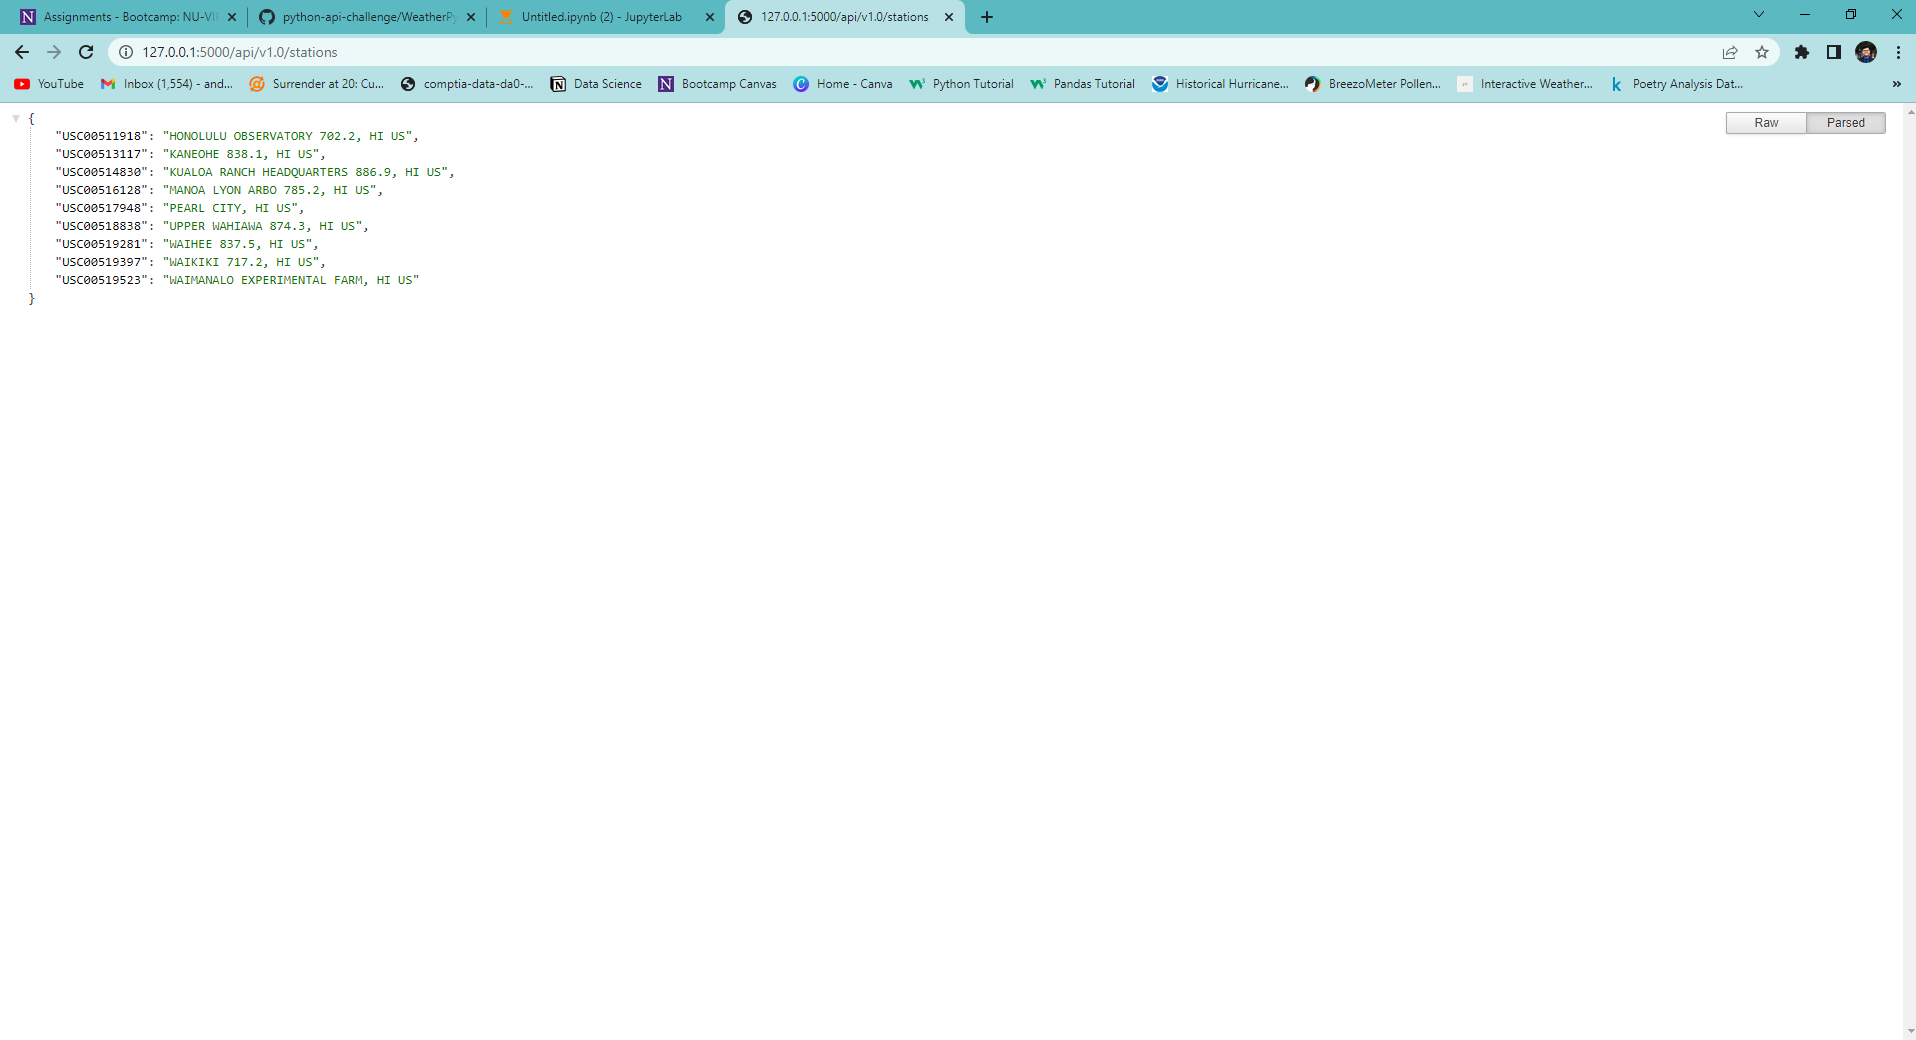 Assignments - Bootcamp: NU-VI
python-api-challenge/WeatherPy
Untitled.ipynb (2) - JupyterLab
127.0.0.1:5000/api/v1.0/stations
127.0.0.1:5000/api/v1.0/stations
YouTube
Inbox (1,554) - and...
Surrender at 20: Cu...
comptia-data-da0-...
Data Science
Bootcamp Canvas
Home - Canva
Python Tutorial
Pandas Tutorial
Historical Hurricane...
BreezoMeter Pollen...
Interactive Weather...
Poetry Analysis Dat...
»
Raw
Parsed
{
"USC00511918": "HONOLULU OBSERVATORY 702.2, HI US",
"USC00513117": "KANEOHE 838.1, HI US",
"USC00514830": "KUALOA RANCH HEADQUARTERS 886.9, HI US",
"USC00516128": "MANOA LYON ARBO 785.2, HI US",
"USC00517948": "PEARL CITY, HI US",
"USC00518838": "UPPER WAHIAWA 874.3, HI US",
"USC00519281": "WAIHEE 837.5, HI US",
"USC00519397": "WAIKIKI 717.2, HI US",
"USC00519523": "WAIMANALO EXPERIMENTAL FARM, HI US"
}